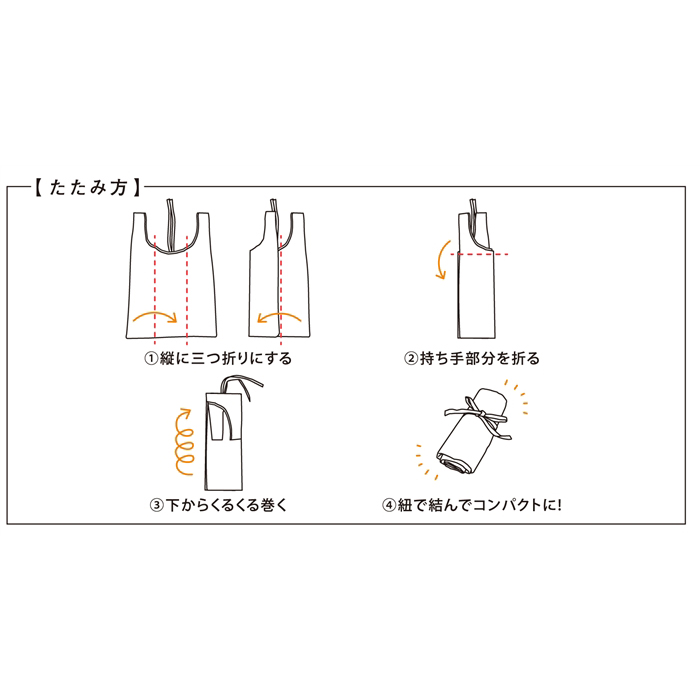 【たたみ方】
①縦に三つ折りにする
②持ち手部分を折る
③下からくるくる巻く
④紐で結んでコンパクトに!